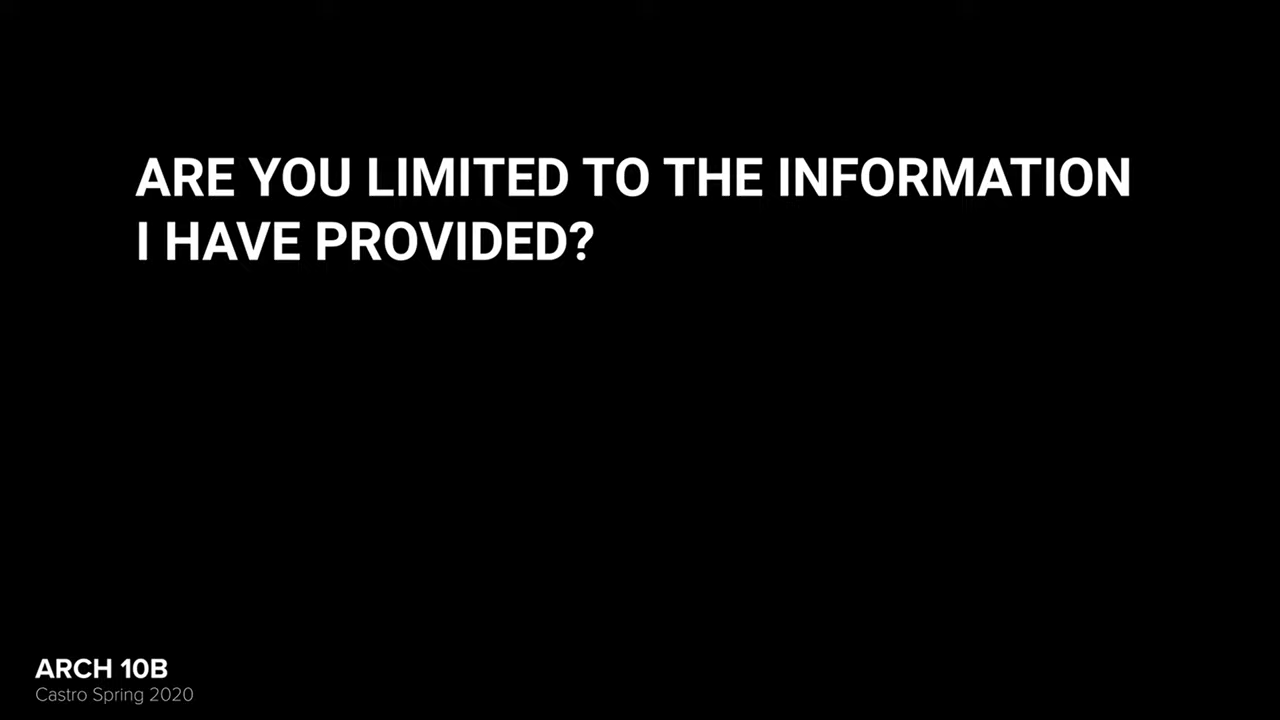 ARE YOU LIMITED TO THE INFORMATION
I HAVE PROVIDED?
ARCH 10B
Castro Spring 2020